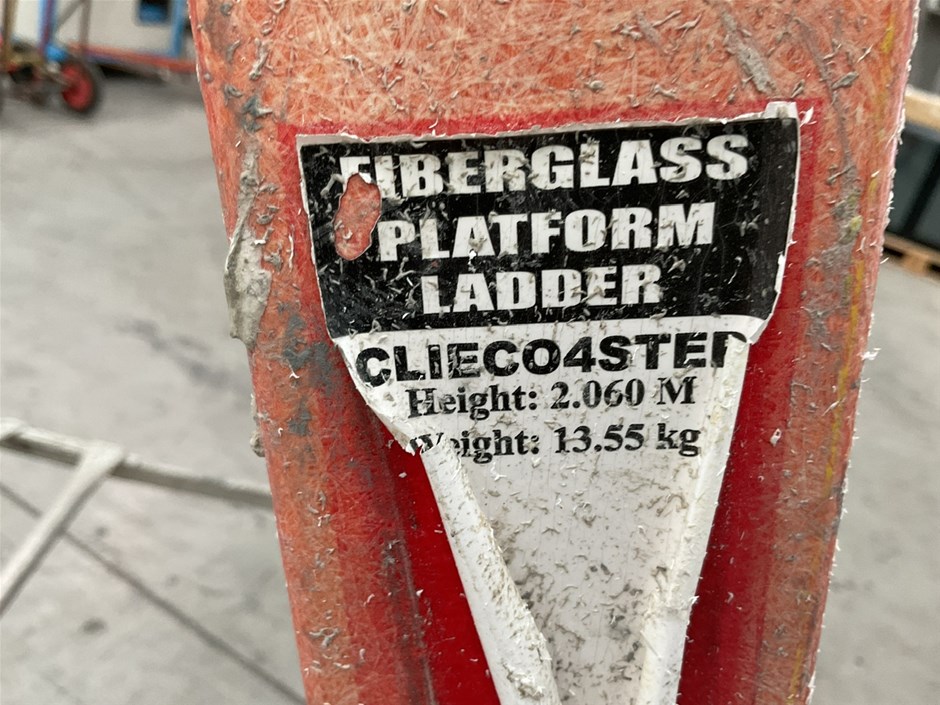 FIBERGLASS
PLATFORM
LADDER
CLIECO4STEP
Height: 2.060 M
Weight: 13.55 kg